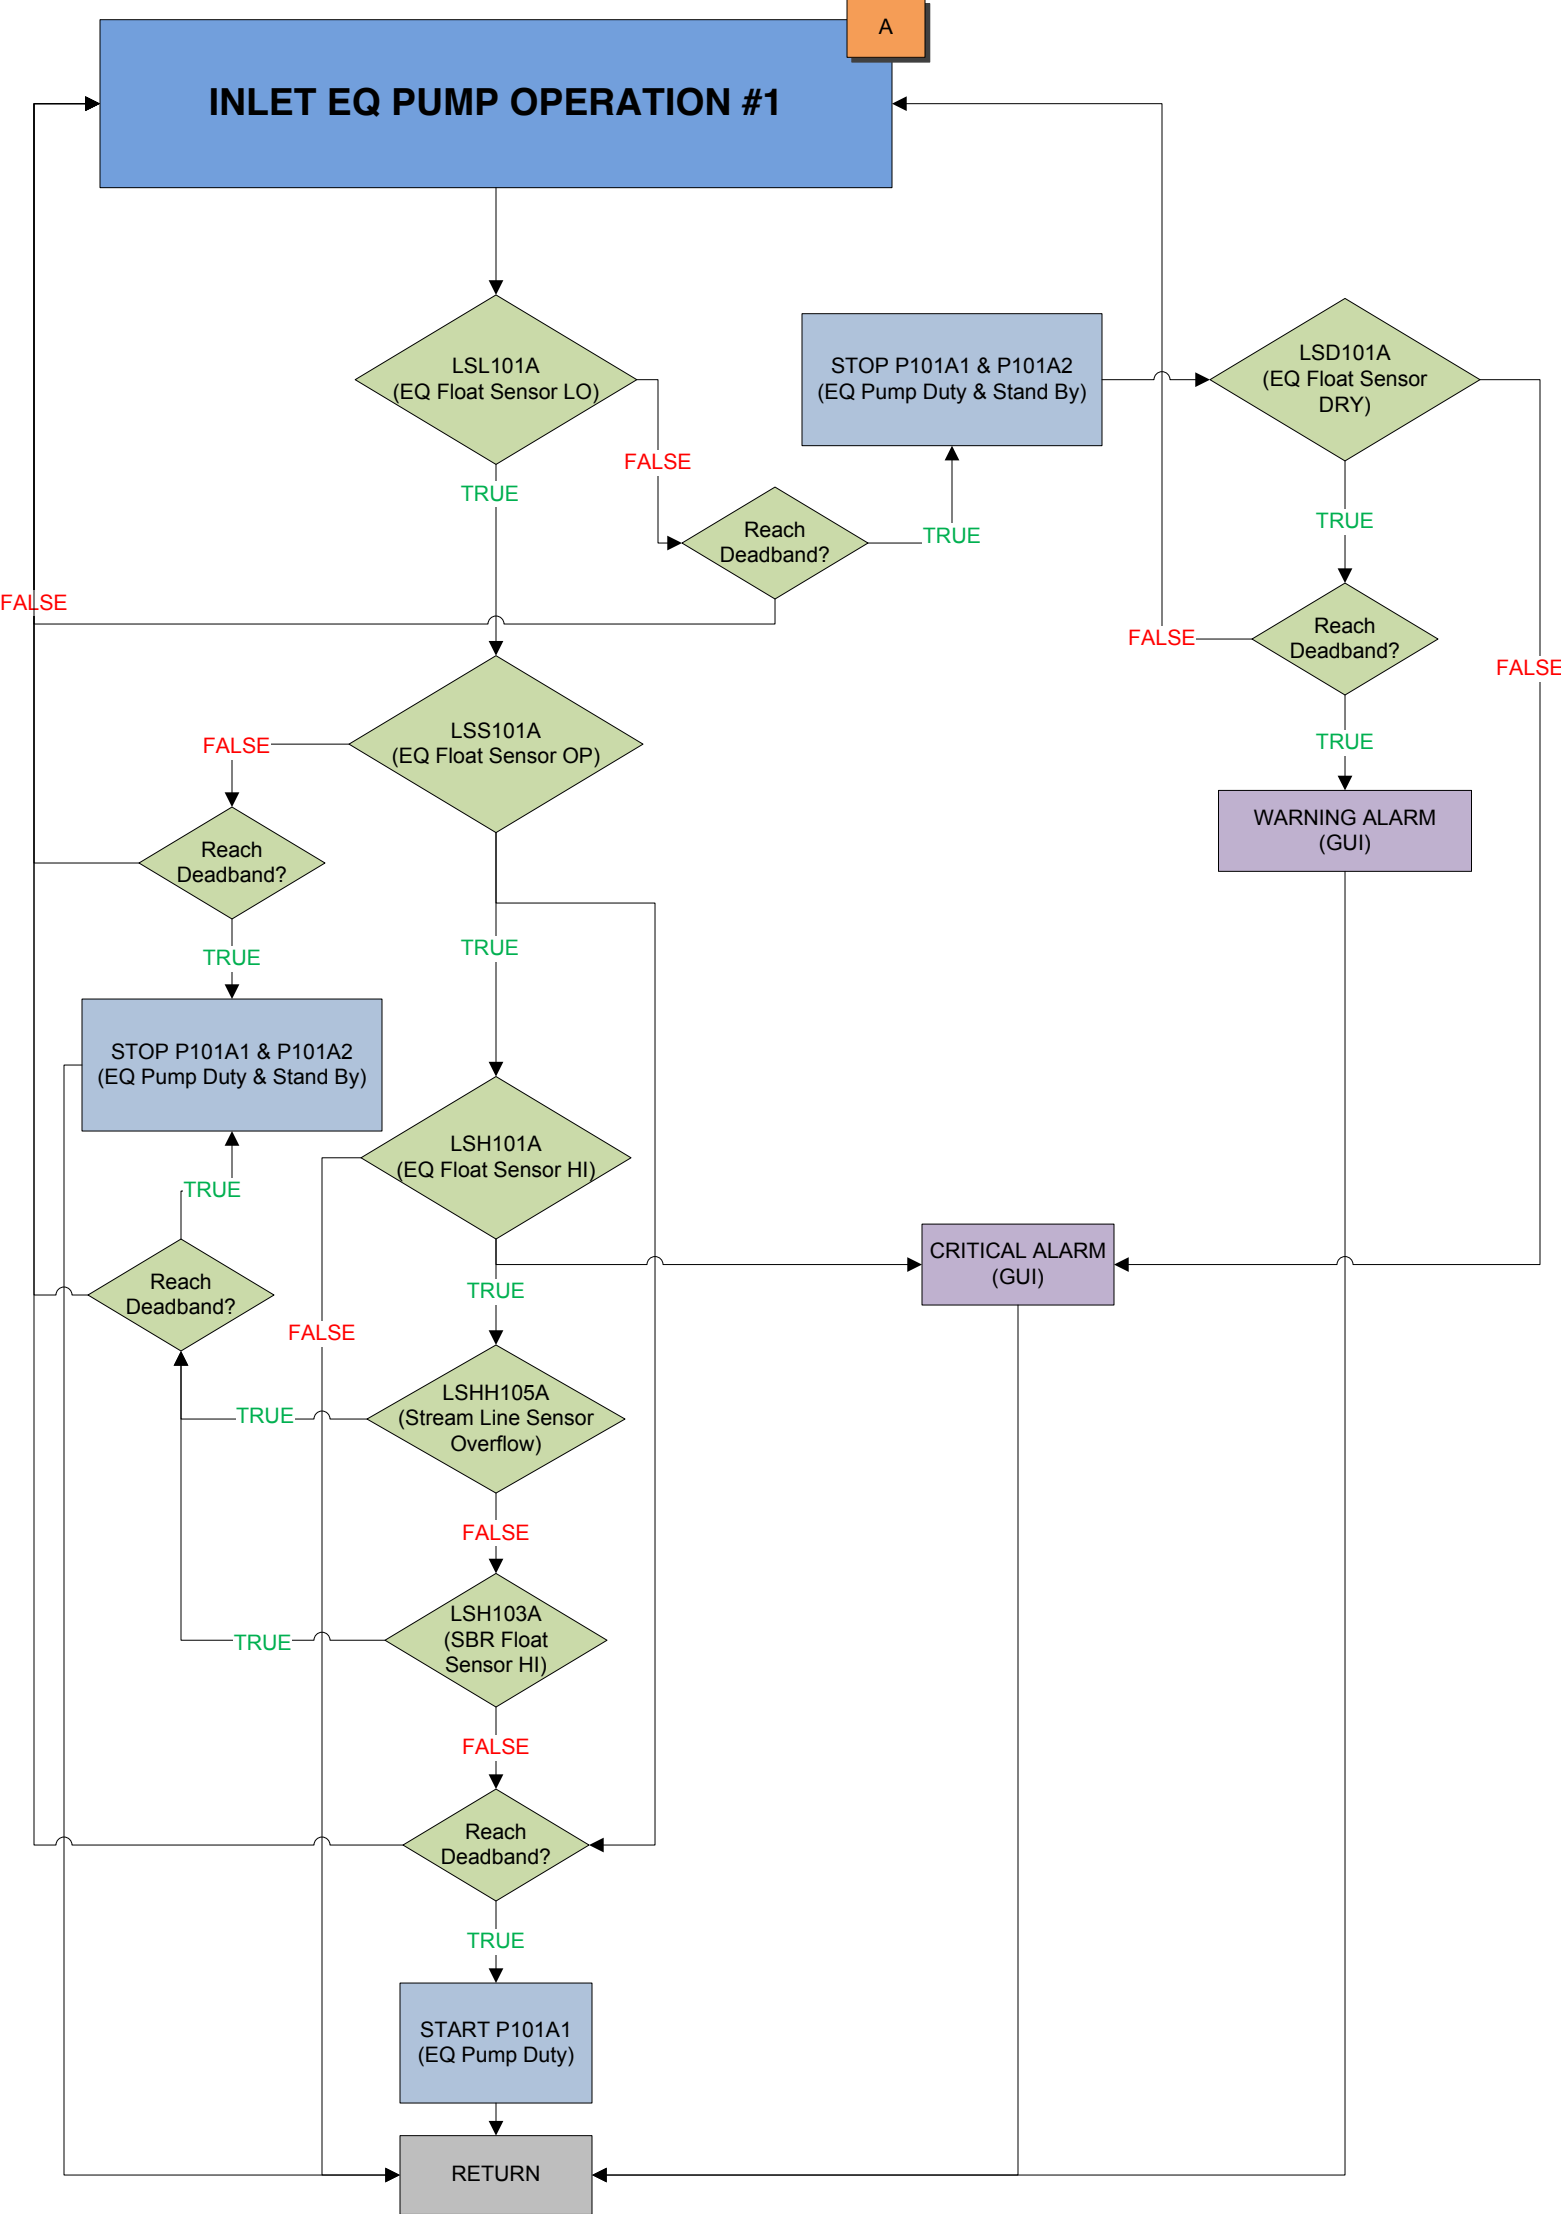 A
INLET EQ PUMP OPERATION #1
LSL101A
(EQ Float Sensor LO)
STOP P101A1 & P101A2
(EQ Pump Duty & Stand By)
LSD101A
(EQ Float Sensor
DRY)
FALSE
TRUE
Reach
Deadband?
TRUE
TRUE
FALSE
Reach
Deadband?
FALSE
FALSE
LSS101A
(EQ Float Sensor OP)
FALSE
TRUE
Reach
Deadband?
WARNING ALARM
(GUI)
TRUE
TRUE
STOP P101A1 & P101A2
(EQ Pump Duty & Stand By)
LSH101A
(EQ Float Sensor HI)
TRUE
CRITICAL ALARM
(GUI)
Reach
Deadband?
TRUE
FALSE
LSHH105A
(Stream Line Sensor
Overflow)
TRUE
FALSE
LSH103A
(SBR Float
Sensor HI)
TRUE
FALSE
Reach
Deadband?
TRUE
START P101A1
(EQ Pump Duty)
RETURN